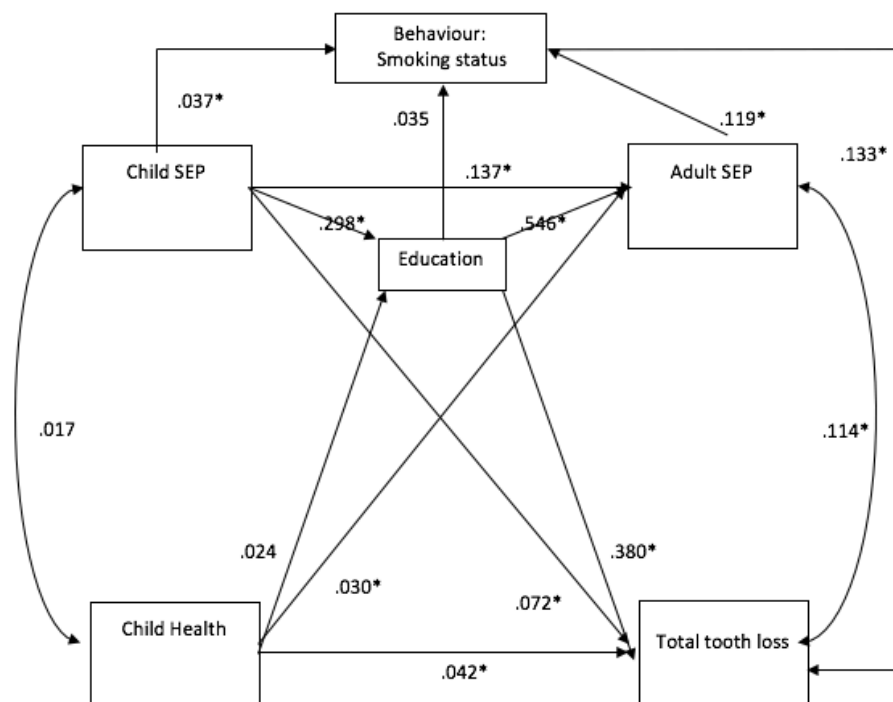 Behaviour:
Smoking status
.037*
.035
.119*
.133*
Child SEP
.137*
Adult SEP
.298*
.546*
Education
.017
.114*
.024
.030*
.072*
.380*
Child Health
.042*
Total tooth loss